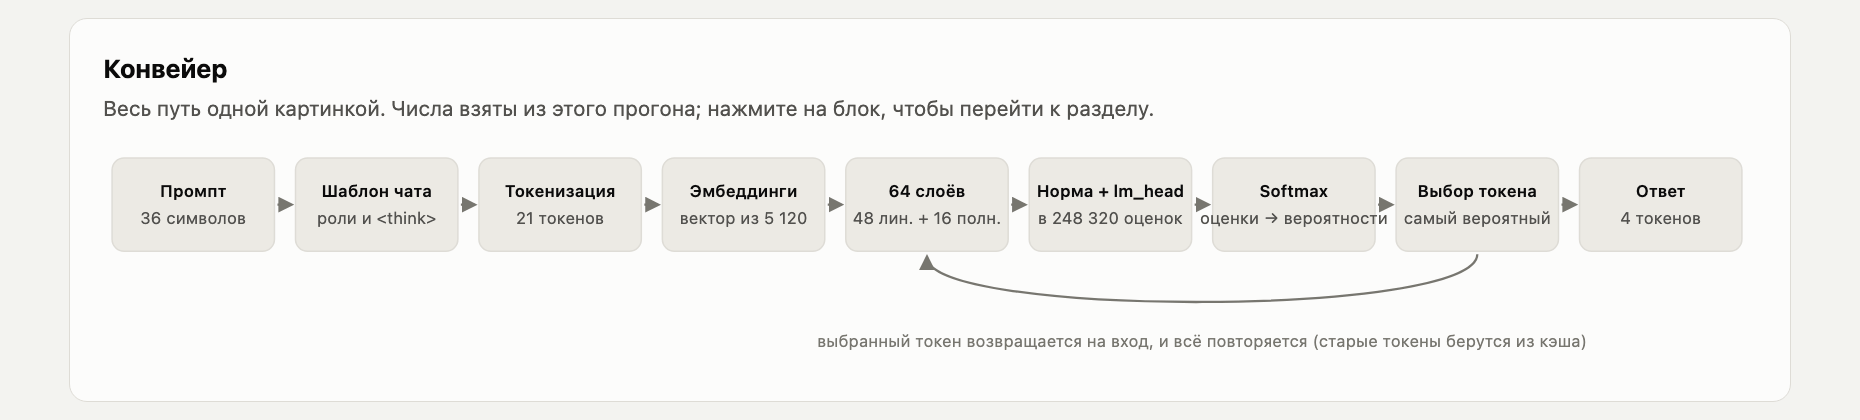 Конвейер
Весь путь одной картинкой. Числа взяты из этого прогона; нажмите на блок, чтобы перейти к разделу.
Промпт
36 символов
Шаблон чата
роли и <think>
Токенизация
21 токенов
Эмбеддинги
вектор из 5 120
64 слоёв
48 лин. + 16 полн.
Норма + lm_head
в 248 320 оценок
Softmax
оценки → вероятности
Выбор токена
самый вероятный
Ответ
4 токенов
выбранный токен возвращается на вход, и всё повторяется (старые токены берутся из кэша)